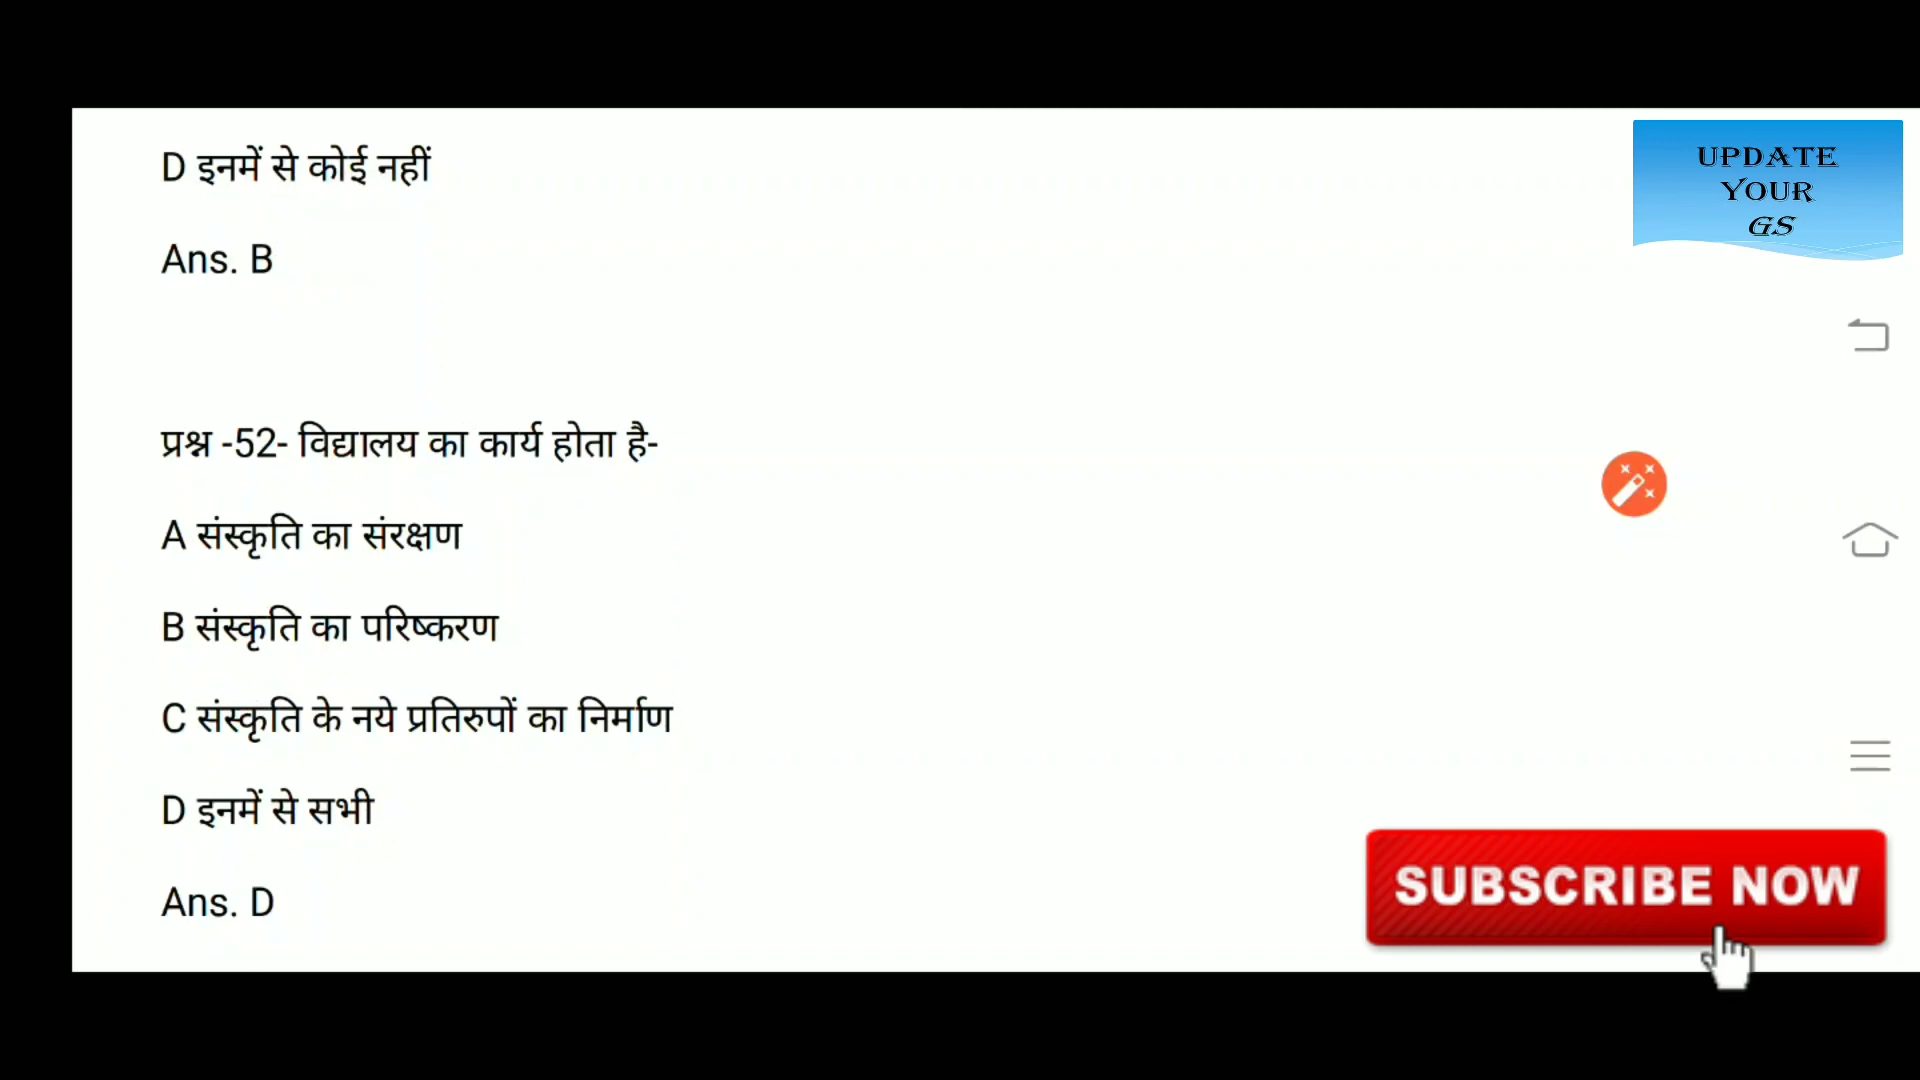 D इनमें से कोई नहीं
Ans. B
प्रश्न -52- विद्यालय का कार्य होता है-
A संस्कृति का संरक्षण
B संस्कृति का परिष्करण
C संस्कृति के नये प्रतिरुपों का निर्माण
D इनमें से सभी
Ans. D
UPDATE
YOUR
GS
SUBSCRIBE NOW